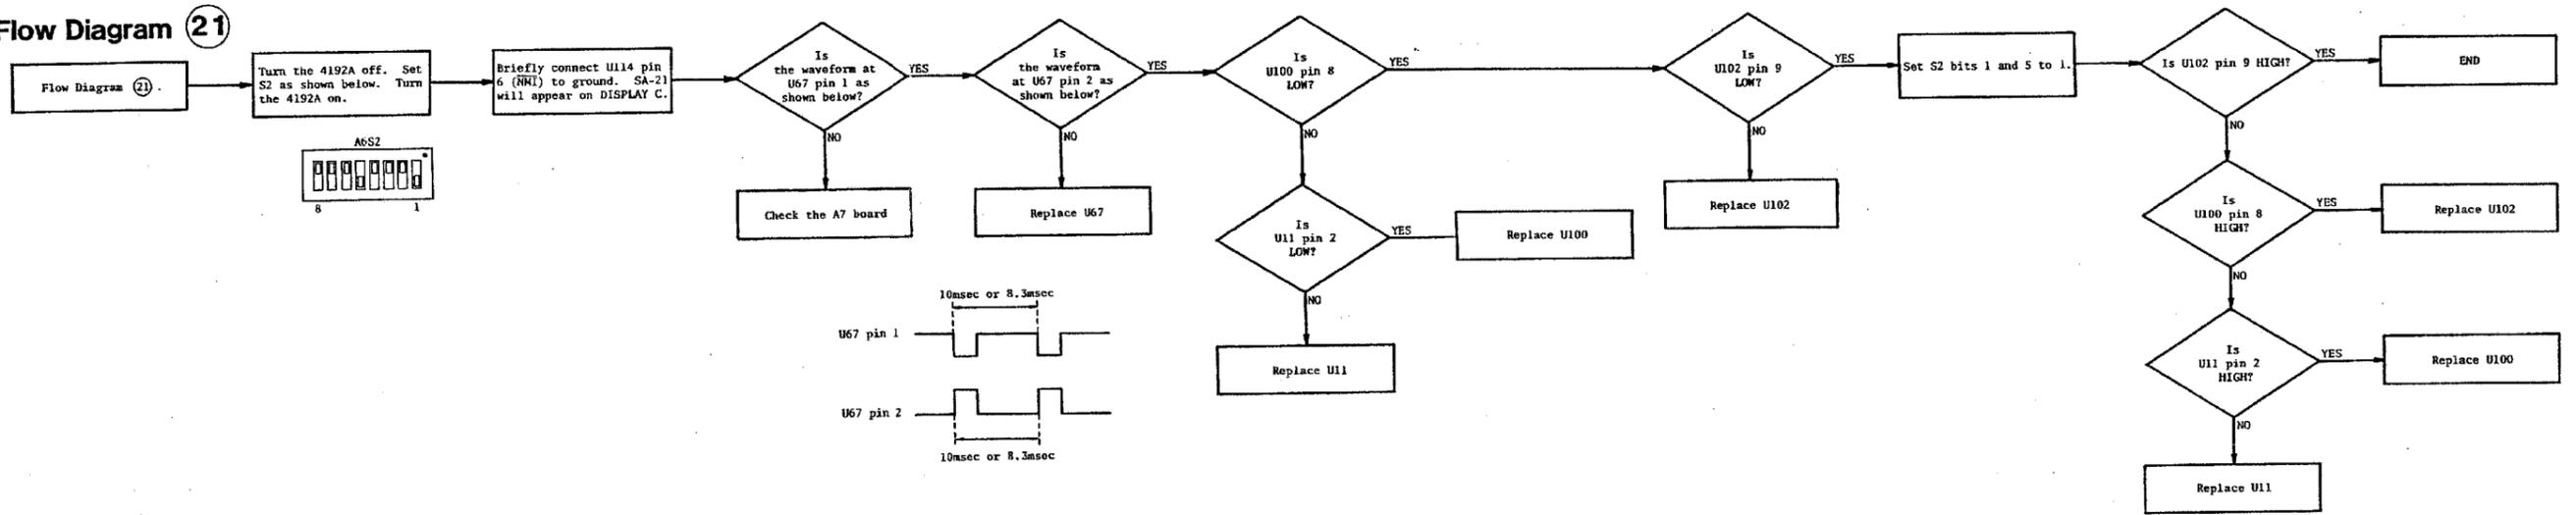 Flow Diagram 21
Flow Diagram 21 .
Turn the 4192A off. Set
S2 as shown below. Turn
the 4192A on.
A6S2
8 1
Briefly connect U114 pin
6 (NMI) to ground. SA-21
will appear on DISPLAY C.
Is
the waveform at
U67 pin 1 as
shown below?
YES
NO
Check the A7 board
Is
the waveform
at U67 pin 2 as
shown below?
YES
NO
Replace U67
Is
U100 pin 8
LOW?
YES
NO
Is
U11 pin 2
LOW?
YES
Replace U100
NO
Replace U11
Is
U102 pin 9
LOW?
YES
NO
Replace U102
Set S2 bits 1 and 5 to 1.
Is U102 pin 9 HIGH?
YES
END
NO
Is
U100 pin 8
HIGH?
YES
Replace U102
NO
Is
U11 pin 2
HIGH?
YES
Replace U100
NO
Replace U11
10msec or 8.3msec
U67 pin 1
U67 pin 2
10msec or 8.3msec